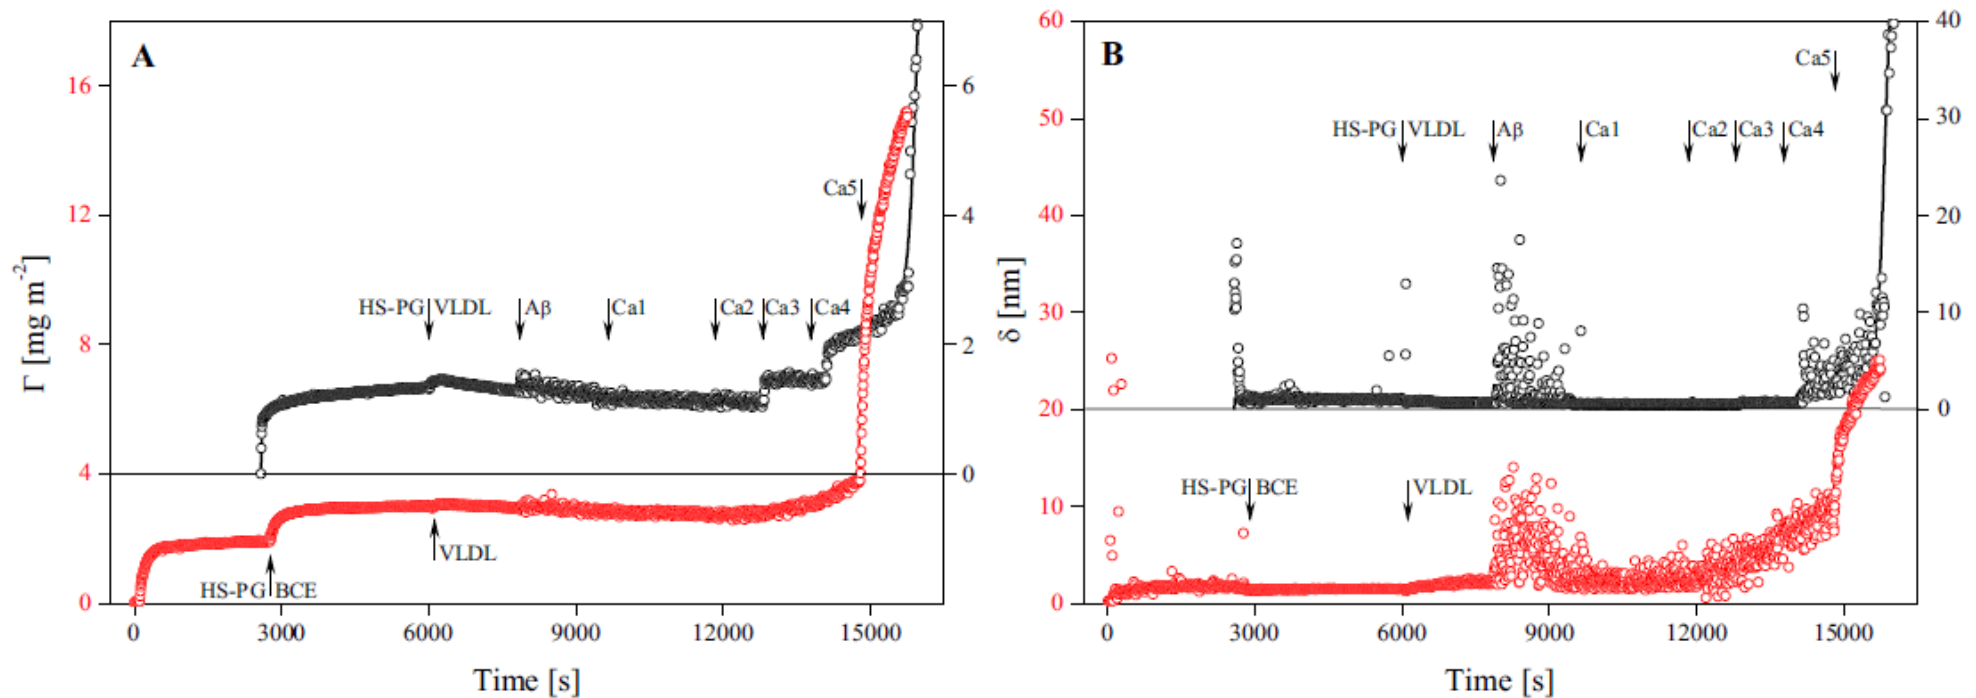 A
16
12
8
4
0
6
4
2
0
Γ [mg m⁻²]
Ca5
HS-PG VLDL Aβ Ca1 Ca2 Ca3 Ca4
VLDL
HS-PG BCE
0 3000 6000 9000 12000 15000
Time [s]
B
60
50
40
30
20
10
0
40
30
20
10
0
δ [nm]
Ca5
HS-PG VLDL Aβ Ca1 Ca2 Ca3 Ca4
HS-PG BCE VLDL
0 3000 6000 9000 12000 15000
Time [s]